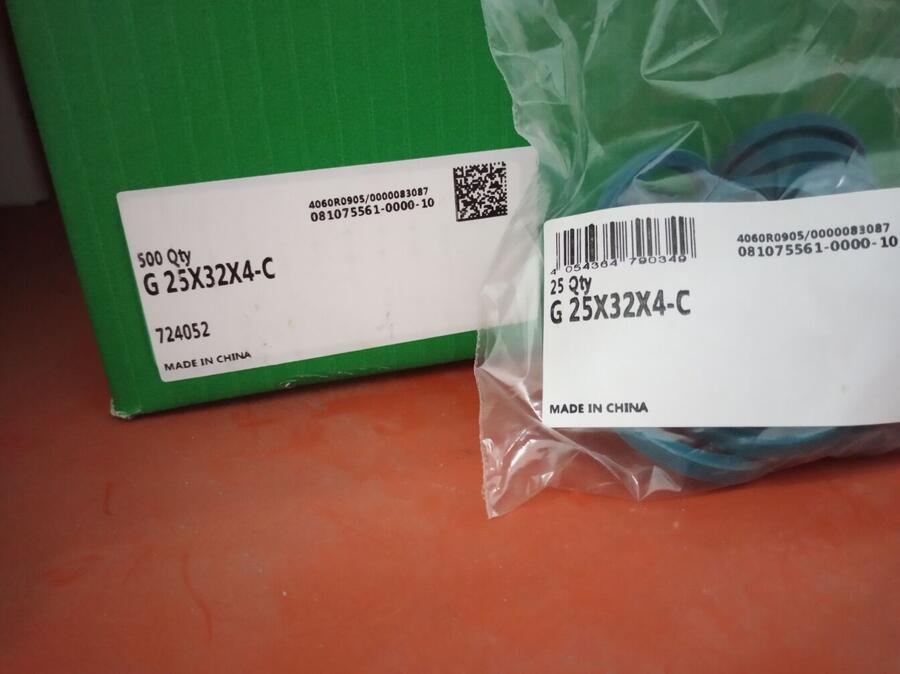 4060R0905/0000083087
081075561-0000-10
500 Qty
G 25X32X4-C
724052
MADE IN CHINA
4 054364 790349
4060R0905/0000083087
081075561-0000-10
25 Qty
G 25X32X4-C
MADE IN CHINA